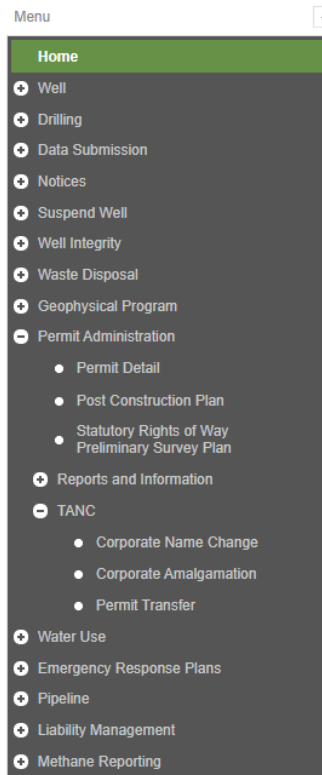 Menu
Home
Well
Drilling
Data Submission
Notices
Suspend Well
Well Integrity
Waste Disposal
Geophysical Program
Permit Administration
Permit Detail
Post Construction Plan
Statutory Rights of Way
Preliminary Survey Plan
Reports and Information
TANC
Corporate Name Change
Corporate Amalgamation
Permit Transfer
Water Use
Emergency Response Plans
Pipeline
Liability Management
Methane Reporting